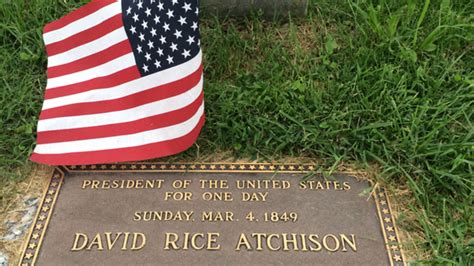 PRESIDENT OF THE UNITED STATES
FOR ONE DAY
SUNDAY, MAR. 4, 1849
DAVID RICE ATCHISON